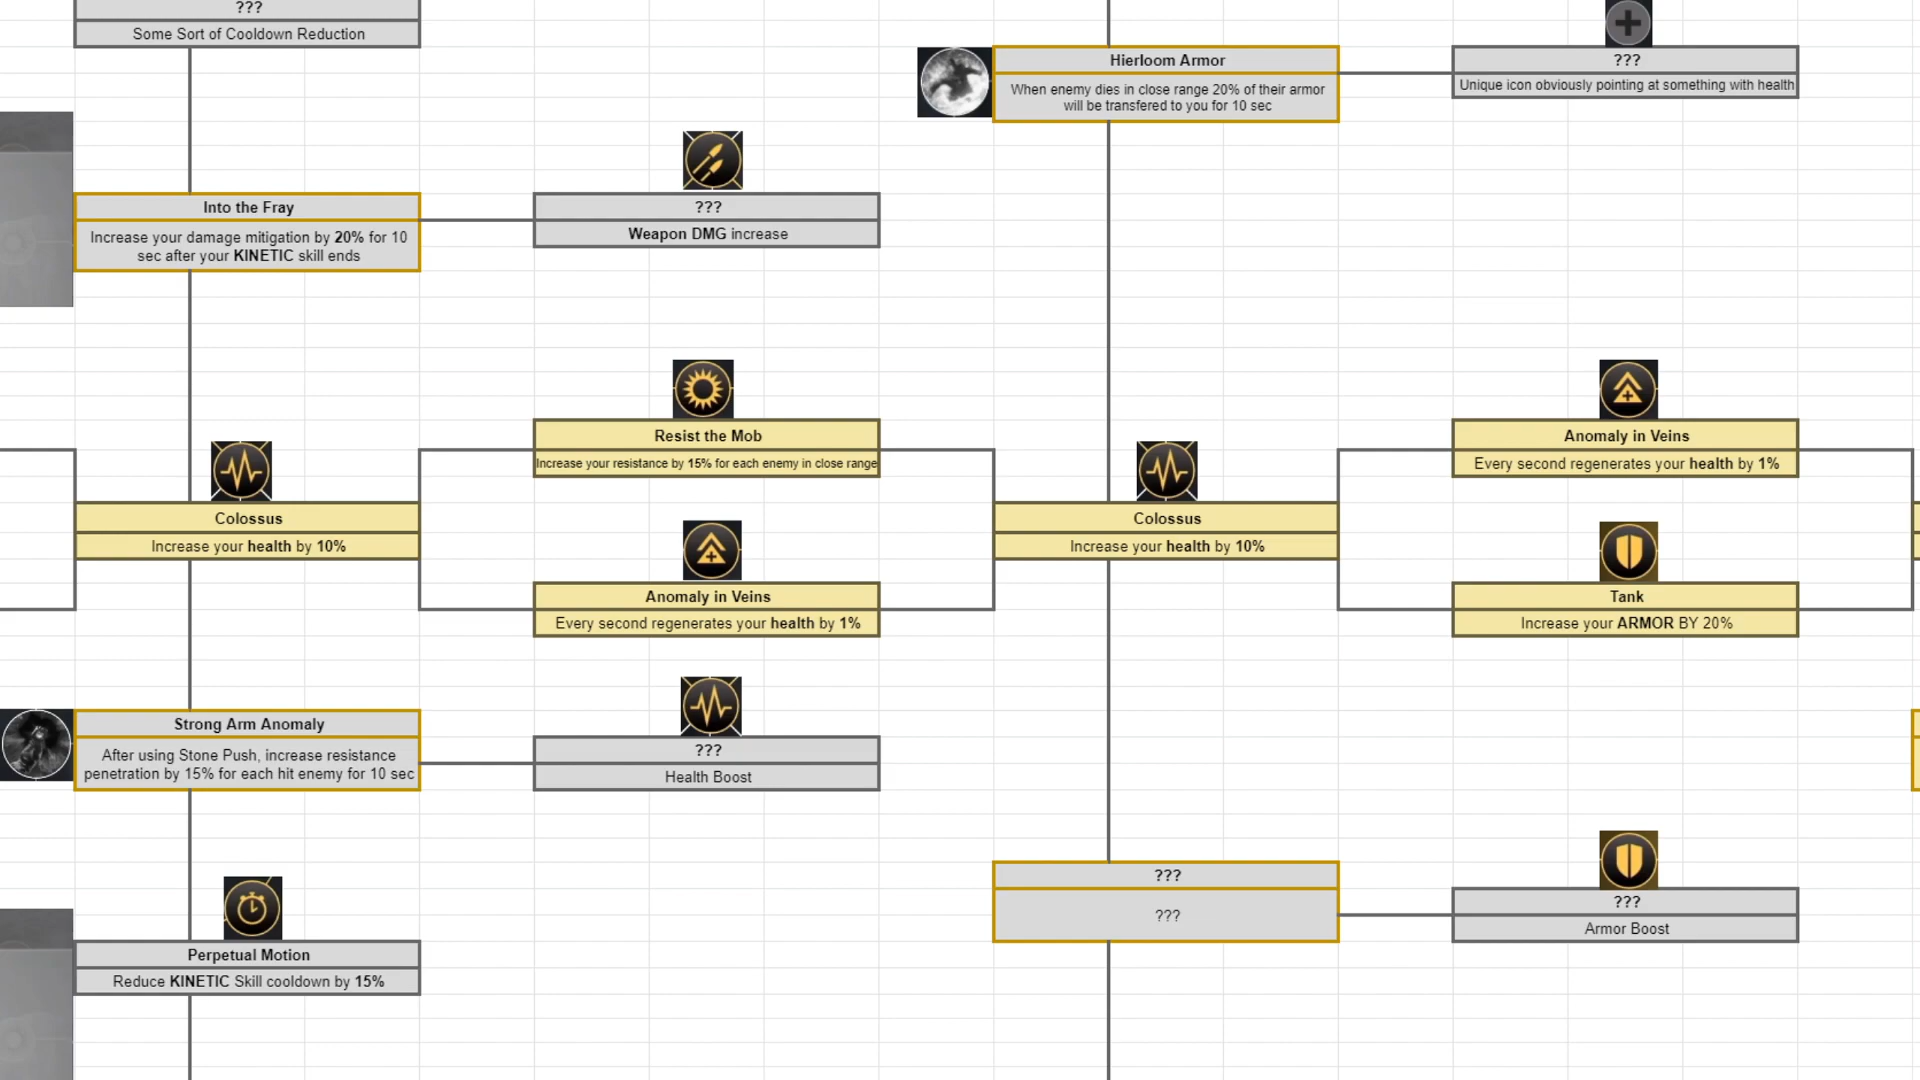 ???
Some Sort of Cooldown Reduction
Hierloom Armor
When enemy dies in close range 20% of their armor
will be transfered to you for 10 sec
???
Unique icon obviously pointing at something with health
Into the Fray
Increase your damage mitigation by 20% for 10
sec after your KINETIC skill ends
???
Weapon DMG increase
Resist the Mob
Increase your resistance by 15% for each enemy in close range
Anomaly in Veins
Every second regenerates your health by 1%
Colossus
Increase your health by 10%
Colossus
Increase your health by 10%
Anomaly in Veins
Every second regenerates your health by 1%
Tank
Increase your ARMOR BY 20%
Strong Arm Anomaly
After using Stone Push, increase resistance
penetration by 15% for each hit enemy for 10 sec
???
Health Boost
???
???
???
Armor Boost
Perpetual Motion
Reduce KINETIC Skill cooldown by 15%